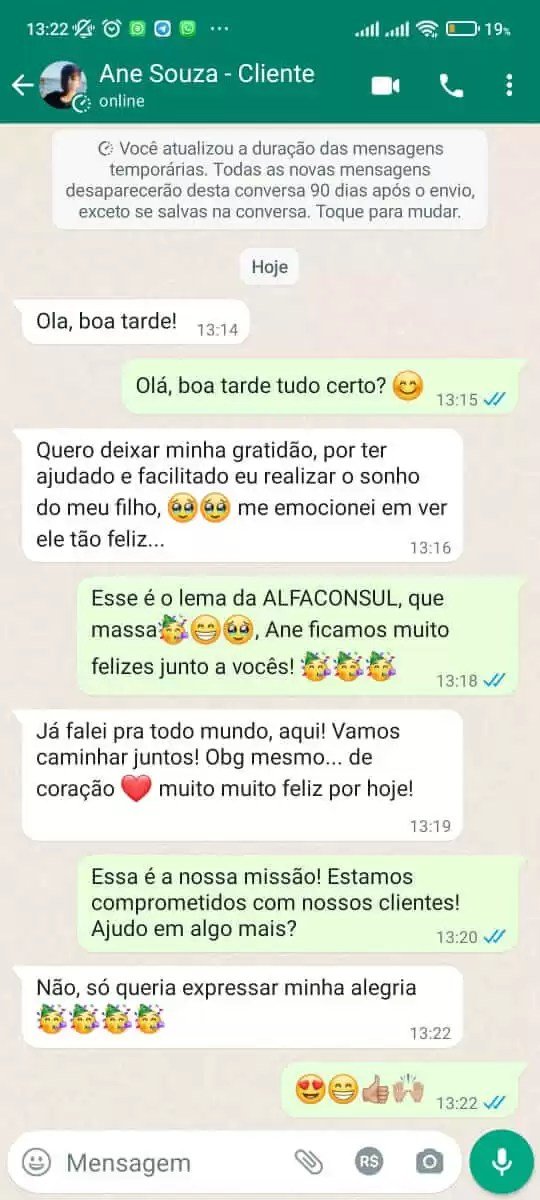 13:22 ... 19%
Ane Souza - Cliente
online
Você atualizou a duração das mensagens
temporárias. Todas as novas mensagens
desaparecerão desta conversa 90 dias após o envio,
exceto se salvas na conversa. Toque para mudar.
Hoje
Ola, boa tarde! 13:14
Olá, boa tarde tudo certo? 😊 13:15
Quero deixar minha gratidão, por ter
ajudado e facilitado eu realizar o sonho
do meu filho, 🥹🥹 me emocionei em ver
ele tão feliz... 13:16
Esse é o lema da ALFACONSUL, que
massa🥳😁🥹, Ane ficamos muito
felizes junto a vocês! 🥳🥳🥳 13:18
Já falei pra todo mundo, aqui! Vamos
caminhar juntos! Obg mesmo... de
coração ❤️ muito muito feliz por hoje!
13:19
Essa é a nossa missão! Estamos
comprometidos com nossos clientes!
Ajudo em algo mais? 13:20
Não, só queria expressar minha alegria
🥳🥳🥳🥳 13:22
😍😁👍🏽🙌🏽 13:22
Mensagem R$